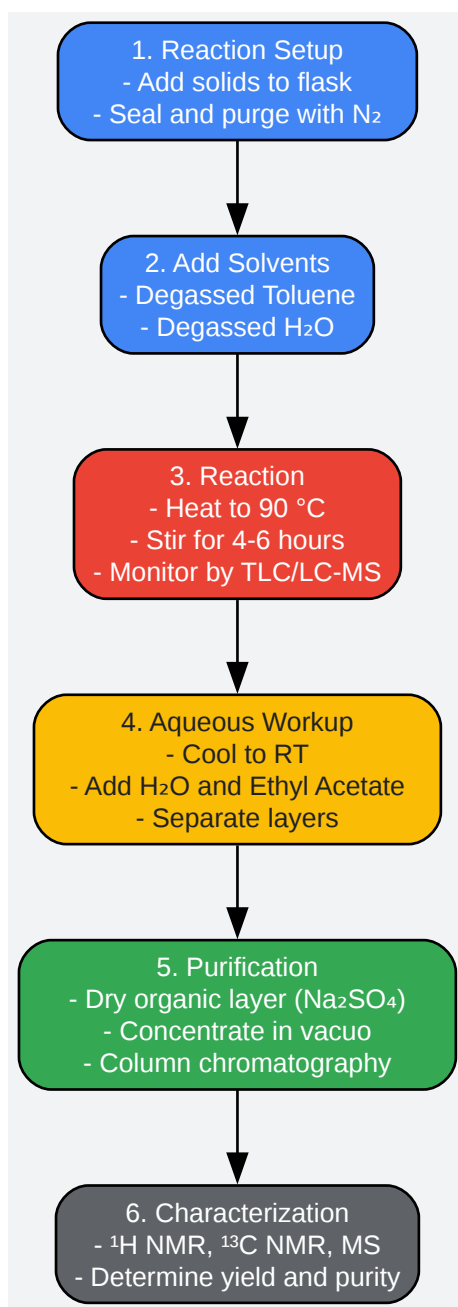 1. Reaction Setup
- Add solids to flask
- Seal and purge with N₂
2. Add Solvents
- Degassed Toluene
- Degassed H₂O
3. Reaction
- Heat to 90 °C
- Stir for 4-6 hours
- Monitor by TLC/LC-MS
4. Aqueous Workup
- Cool to RT
- Add H₂O and Ethyl Acetate
- Separate layers
5. Purification
- Dry organic layer (Na₂SO₄)
- Concentrate in vacuo
- Column chromatography
6. Characterization
- ¹H NMR, ¹³C NMR, MS
- Determine yield and purity